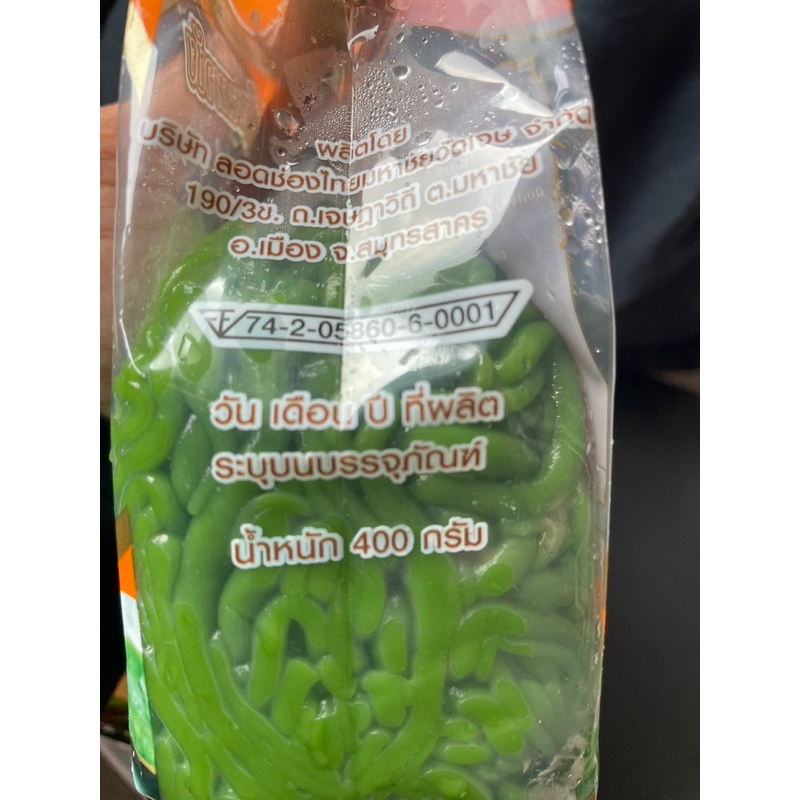 ผลิตโดย
บริษัท ลอดช่องไทยมหาชัยวัดเจษ จำกัด
190/3ข. ถ.เจษฎาวิถี ต.มหาชัย
อ.เมือง จ.สมุทรสาคร
74-2-05860-6-0001
วัน เดือน ปี ที่ผลิต
ระบุบนบรรจุภัณฑ์
น้ำหนัก 400 กรัม